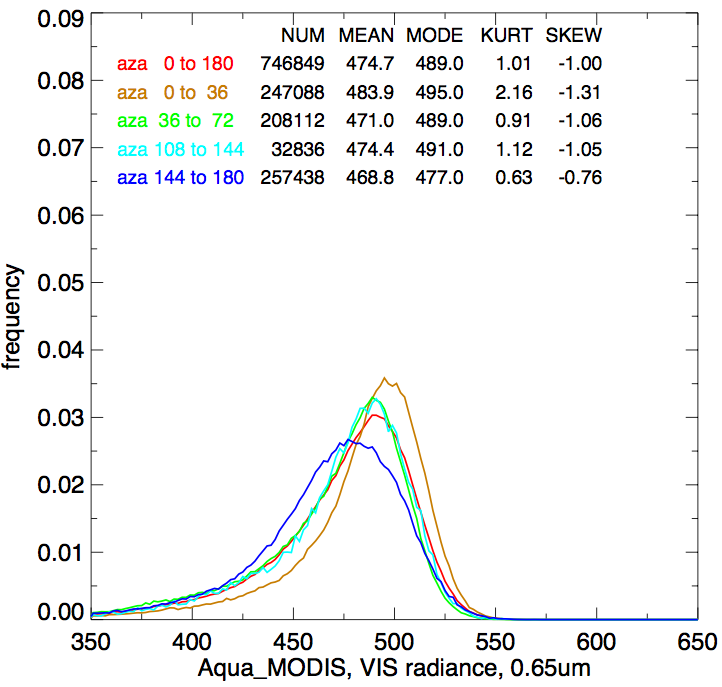 NUM MEAN MODE KURT SKEW
aza 0 to 180 746849 474.7 489.0 1.01 -1.00
aza 0 to 36 247088 483.9 495.0 2.16 -1.31
aza 36 to 72 208112 471.0 489.0 0.91 -1.06
aza 108 to 144 32836 474.4 491.0 1.12 -1.05
aza 144 to 180 257438 468.8 477.0 0.63 -0.76
0.09
0.08
0.07
0.06
0.05
0.04
0.03
0.02
0.01
0.00
frequency
350 400 450 500 550 600 650
Aqua_MODIS, VIS radiance, 0.65um